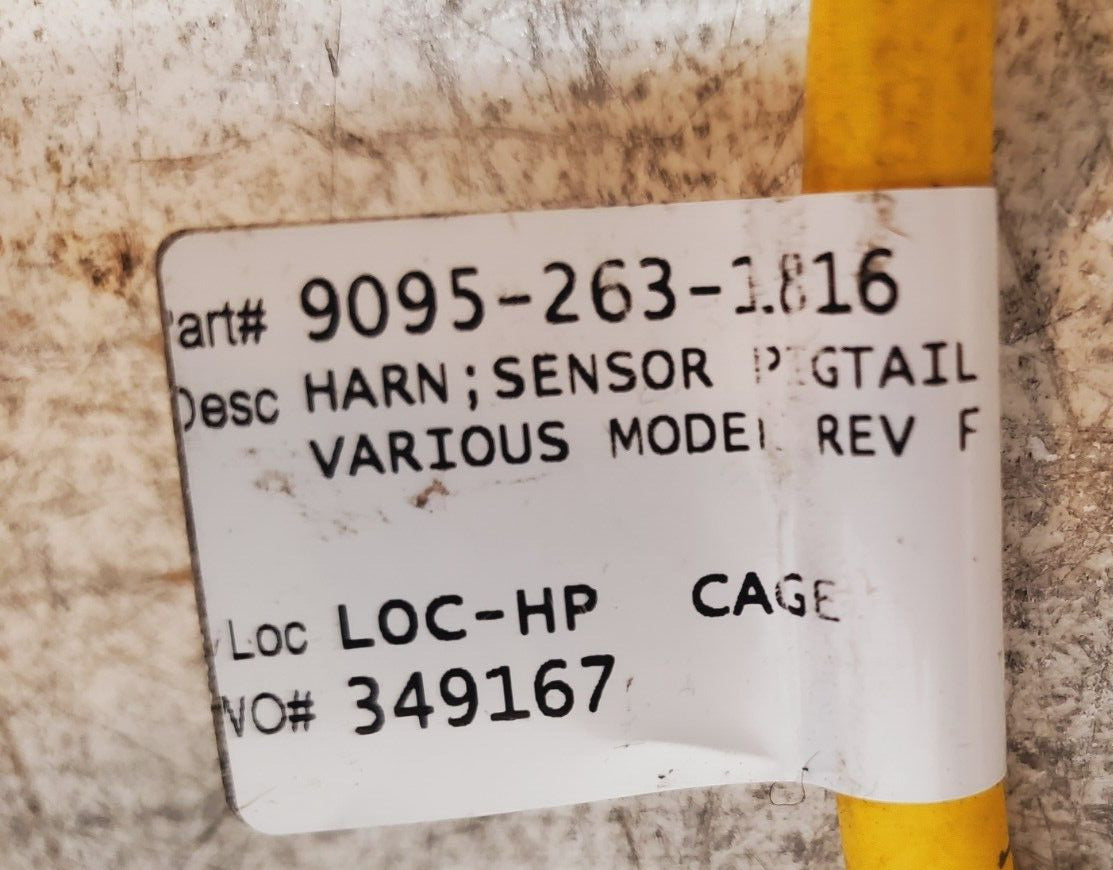 Part# 9095-263-1816
Desc HARN;SENSOR PIGTAIL
VARIOUS MODEL REV F
Loc LOC-HP CAGE
WO# 349167